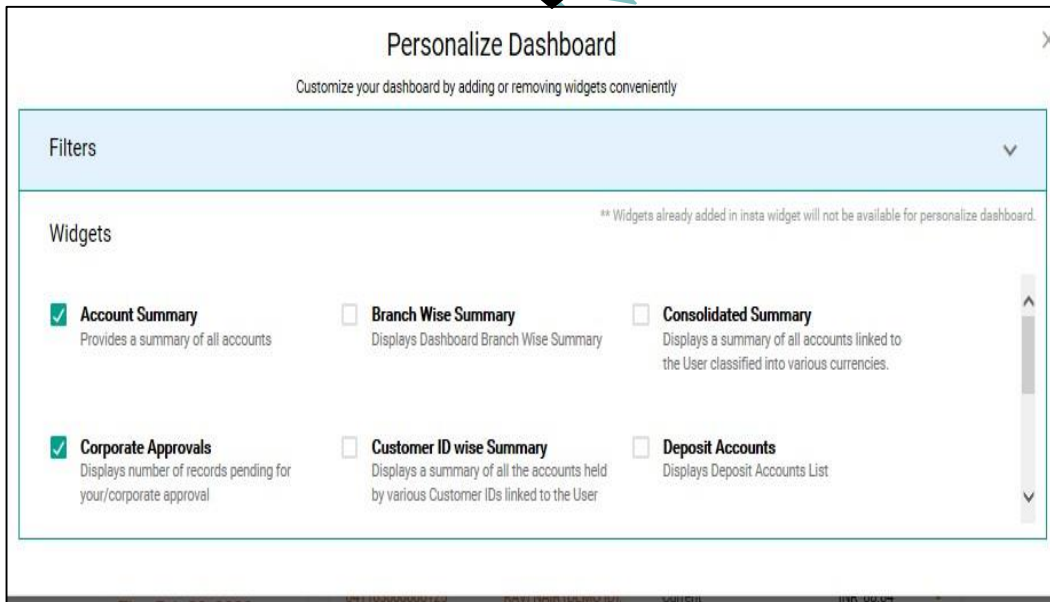 Personalize Dashboard
Customize your dashboard by adding or removing widgets conveniently
Filters
** Widgets already added in insta widget will not be available for personalize dashboard.
Widgets
Account Summary
Provides a summary of all accounts
Branch Wise Summary
Displays Dashboard Branch Wise Summary
Consolidated Summary
Displays a summary of all accounts linked to
the User classified into various currencies.
Corporate Approvals
Displays number of records pending for
your/corporate approval
Customer ID wise Summary
Displays a summary of all the accounts held
by various Customer IDs linked to the User
Deposit Accounts
Displays Deposit Accounts List